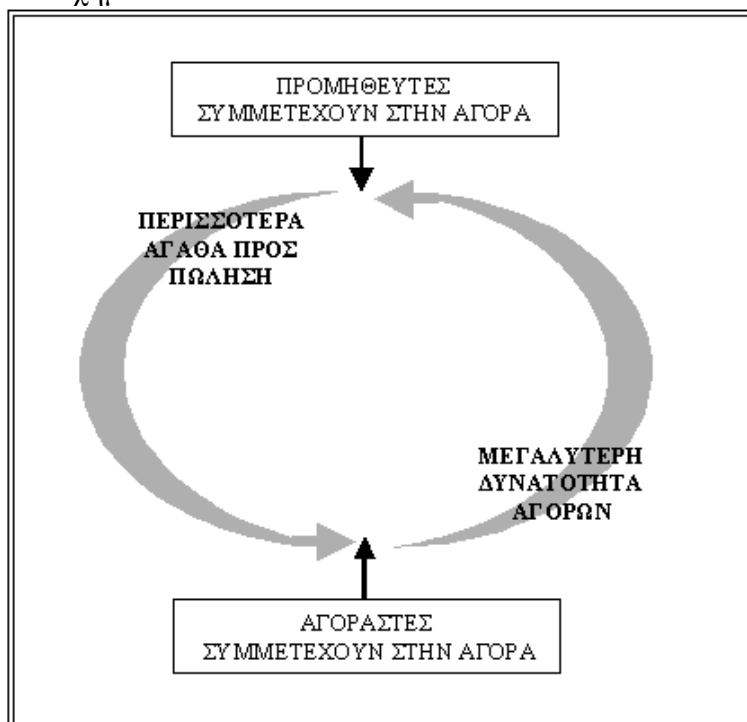 ΠΡΟΜΗΘΕΥΤΕΣ
ΣΥΜΜΕΤΕΧΟΥΝ ΣΤΗΝ ΑΓΟΡΑ
ΠΕΡΙΣΣΟΤΕΡΑ
ΑΓΑΘΑ ΠΡΟΣ
ΠΩΛΗΣΗ
ΜΕΓΑΛΥΤΕΡΗ
ΔΥΝΑΤΟΤΗΤΑ
ΑΓΟΡΩΝ
ΑΓΟΡΑΣΤΕΣ
ΣΥΜΜΕΤΕΧΟΥΝ ΣΤΗΝ ΑΓΟΡΑ